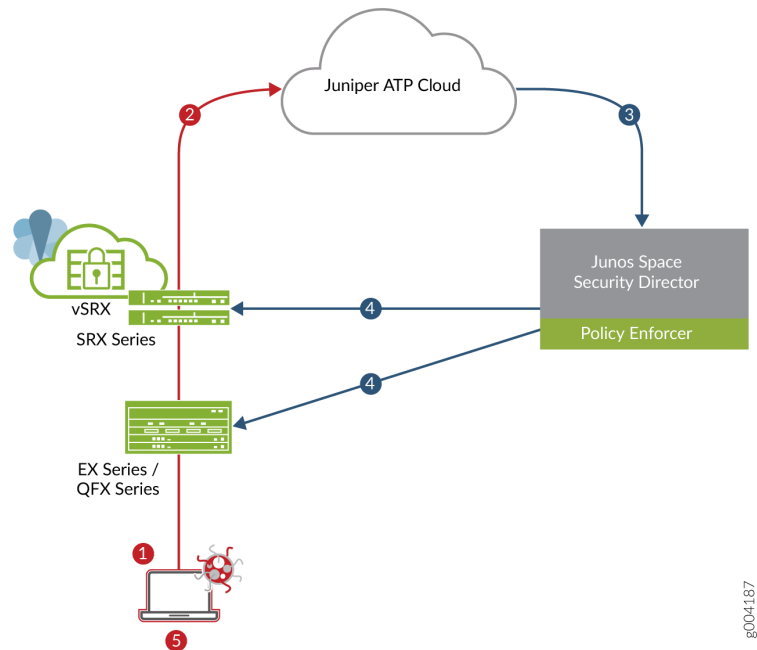 Juniper ATP Cloud
2
3
Junos Space
Security Director
vSRX
4
SRX Series
Policy Enforcer
4
EX Series /
QFX Series
1
5
g004187